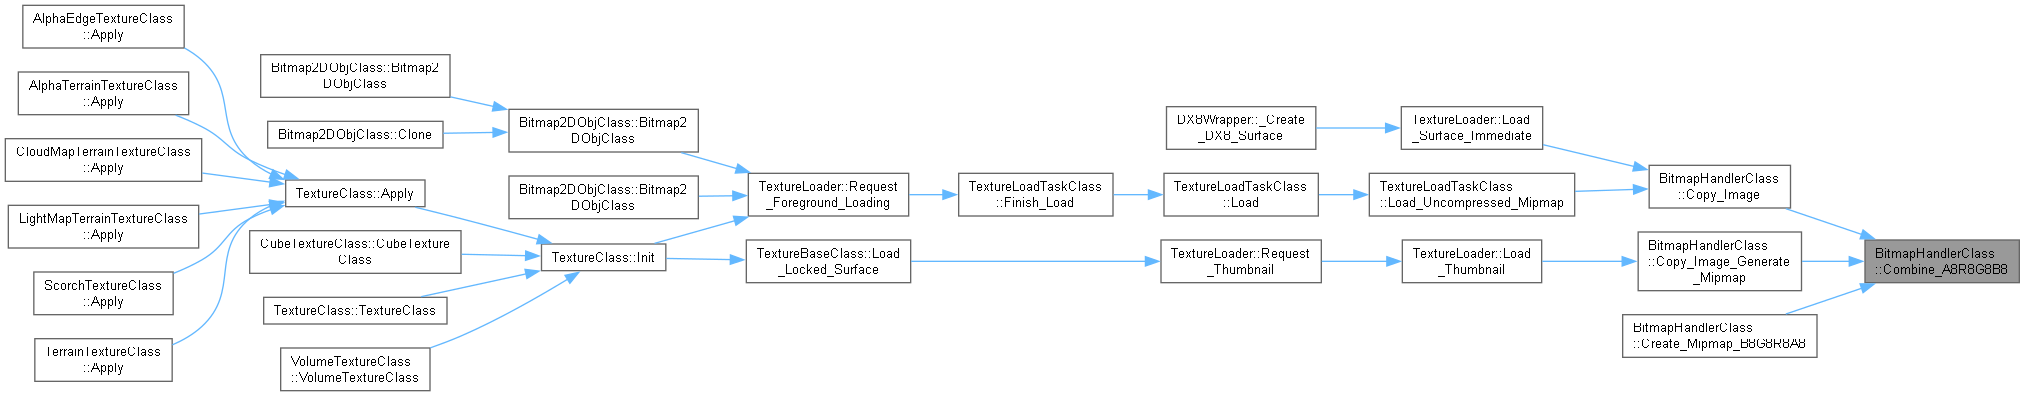 AlphaEdgeTextureClass
::Apply
AlphaTerrainTextureClass
::Apply
CloudMapTerrainTextureClass
::Apply
LightMapTerrainTextureClass
::Apply
ScorchTextureClass
::Apply
TerrainTextureClass
::Apply
Bitmap2DObjClass::Bitmap2
DObjClass
Bitmap2DObjClass::Clone
TextureClass::Apply
CubeTextureClass::CubeTexture
Class
TextureClass::TextureClass
VolumeTextureClass
::VolumeTextureClass
Bitmap2DObjClass::Bitmap2
DObjClass
Bitmap2DObjClass::Bitmap2
DObjClass
TextureClass::Init
TextureLoader::Request
_Foreground_Loading
TextureBaseClass::Load
_Locked_Surface
TextureLoadTaskClass
::Finish_Load
DX8Wrapper::_Create
_DX8_Surface
TextureLoadTaskClass
::Load
TextureLoader::Request
_Thumbnail
TextureLoader::Load
_Surface_Immediate
TextureLoadTaskClass
::Load_Uncompressed_Mipmap
TextureLoader::Load
_Thumbnail
BitmapHandlerClass
::Copy_Image
BitmapHandlerClass
::Copy_Image_Generate
_Mipmap
BitmapHandlerClass
::Create_Mipmap_B8G8R8A8
BitmapHandlerClass
::Combine_A8R8G8B8